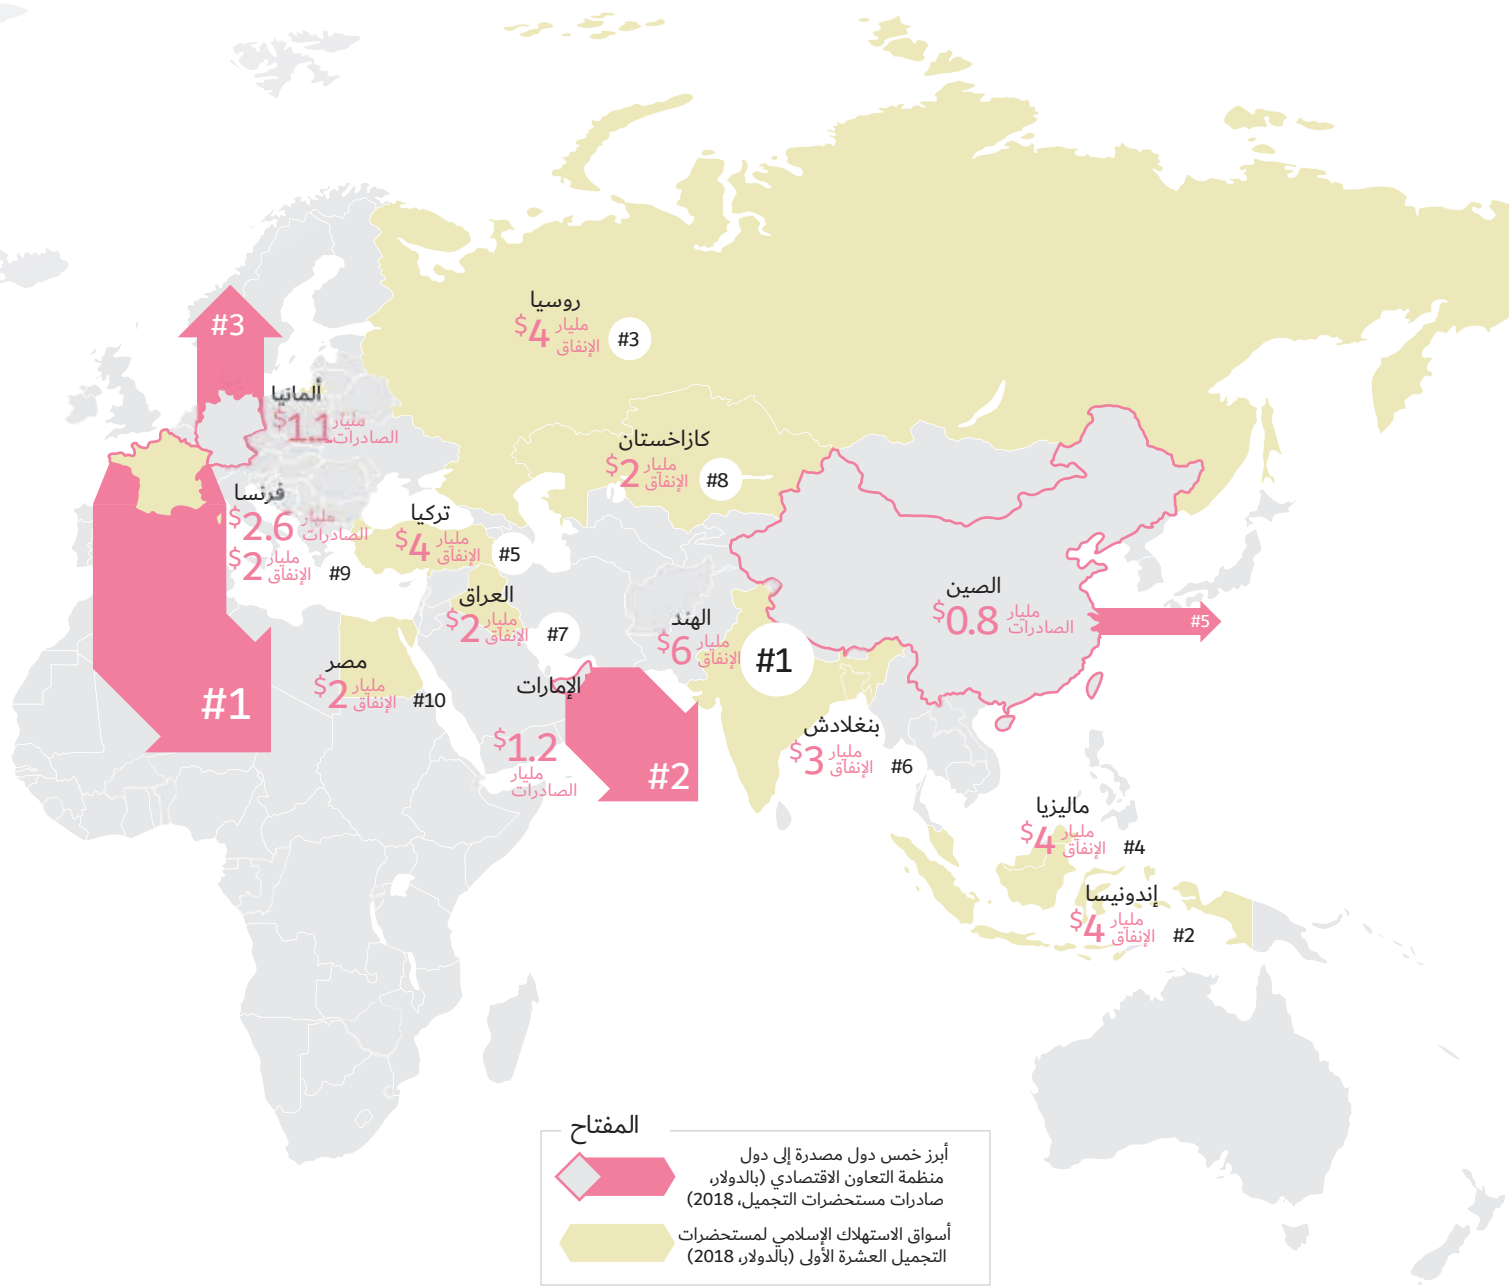 روسيا
$4 مليار
الإنفاق
#3
#3
ألمانيا
$1.1 مليار
الصادرات
كازاخستان
$2 مليار
الإنفاق
#8
فرنسا
$2.6 مليار
الصادرات
$2 مليار
الإنفاق
#9
تركيا
$4 مليار
الإنفاق
#5
العراق
$2 مليار
الإنفاق
#7
الهند
$6 مليار
الإنفاق
#1
الصين
$0.8 مليار
الصادرات
#5
مصر
$2 مليار
الإنفاق
#10
#1
الإمارات
$1.2
مليار
الصادرات
#2
بنغلادش
$3 مليار
الإنفاق
#6
ماليزيا
$4 مليار
الإنفاق
#4
إندونيسا
$4 مليار
الإنفاق
#2
المفتاح
أبرز خمس دول مصدرة إلى دول
منظمة التعاون الاقتصادي (بالدولار،
صادرات مستحضرات التجميل، 2018)
أسواق الاستهلاك الإسلامي لمستحضرات
التجميل العشرة الأولى (بالدولار، 2018)